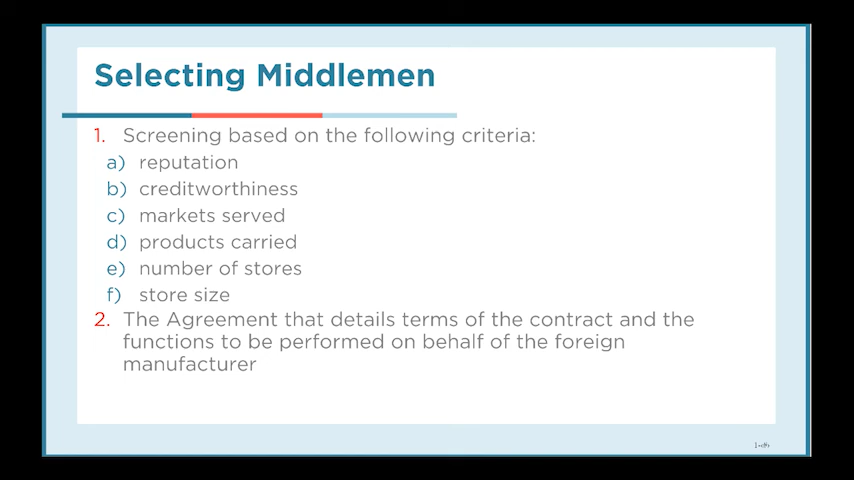 Selecting Middlemen
1. Screening based on the following criteria:
a) reputation
b) creditworthiness
c) markets served
d) products carried
e) number of stores
f) store size
2. The Agreement that details terms of the contract and the
functions to be performed on behalf of the foreign
manufacturer